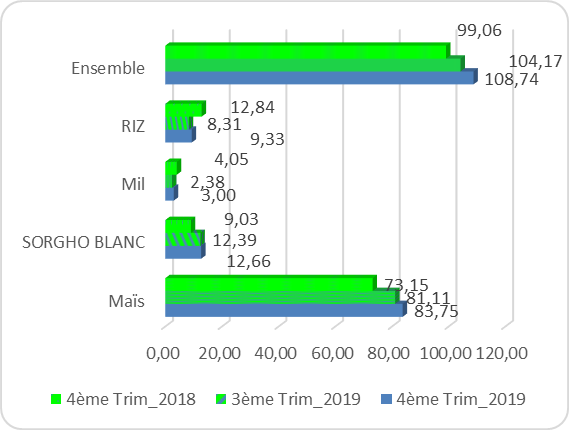 99,06
Ensemble 104,17
108,74
12,84
RIZ 8,31
9,33
4,05
Mil 2,38
3,00
9,03
SORGHO BLANC 12,39
12,66
73,15
Maïs 81,11
83,75
0,00 20,00 40,00 60,00 80,00 100,00 120,00
4ème Trim_2018 3ème Trim_2019 4ème Trim_2019